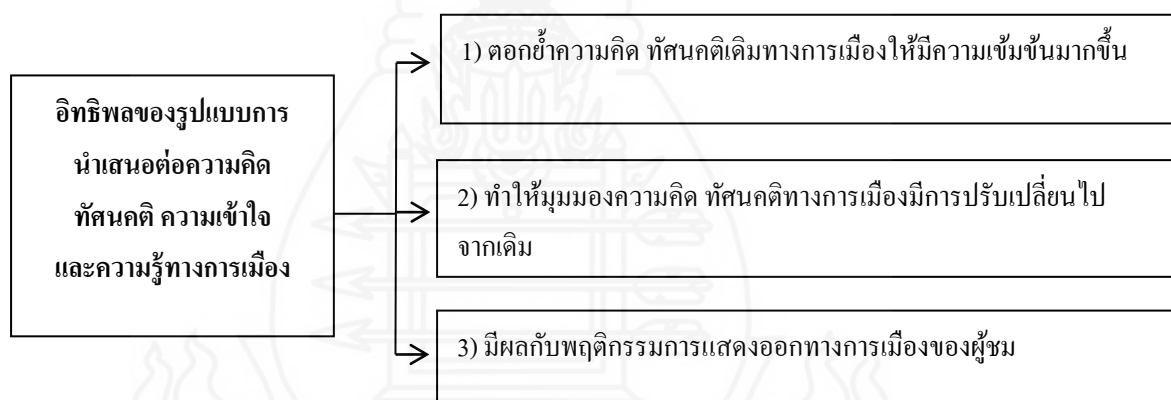 อิทธิพลของรูปแบบการ
นำเสนอต่อความคิด
ทัศนคติ ความเข้าใจ
และความรู้ทางการเมือง
1) ตอกย้ำความคิด ทัศนคติเดิมทางการเมืองให้มีความเข้มข้นมากขึ้น
2) ทำให้มุมมองความคิด ทัศนคติทางการเมืองมีการปรับเปลี่ยนไป
จากเดิม
3) มีผลกับพฤติกรรมการแสดงออกทางการเมืองของผู้ชม